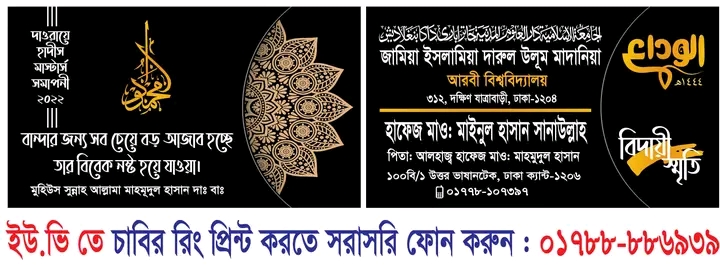 দাওরায়ে
হাদীস
মাস্টার্স
সমাপনী
২০২২
বান্দার জন্য সব চেয়ে বড় আজাব হচ্ছে
তার বিবেক নষ্ট হয়ে যাওয়া।
মুহিউস সুন্নাহ আল্লামা মাহমুদুল হাসান দাঃ বাঃ
জামিয়া ইসলামিয়া দারুল উলূম মাদানিয়া
আরবী বিশ্ববিদ্যালয়
৩১২, দক্ষিণ যাত্রাবাড়ী, ঢাকা-১২০৪
হাফেজ মাও: মাইনুল হাসান সানাউল্লাহ
পিতা: আলহাজ্ব হাফেজ মাও: মাহমুদুল হাসান
১০০বি/১ উত্তর ভাষানটেক, ঢাকা ক্যান্ট-১২০৬
০১৭৭৮-১০৭৩৯৭
الوداع
١٤٤٤هـ
বিদায়ী
স্মৃতি
ইউ.ভি তে চাবির রিং প্রিন্ট করতে সরাসরি ফোন করুন : ০১৭৮৮-৮৮৬৯৩৯